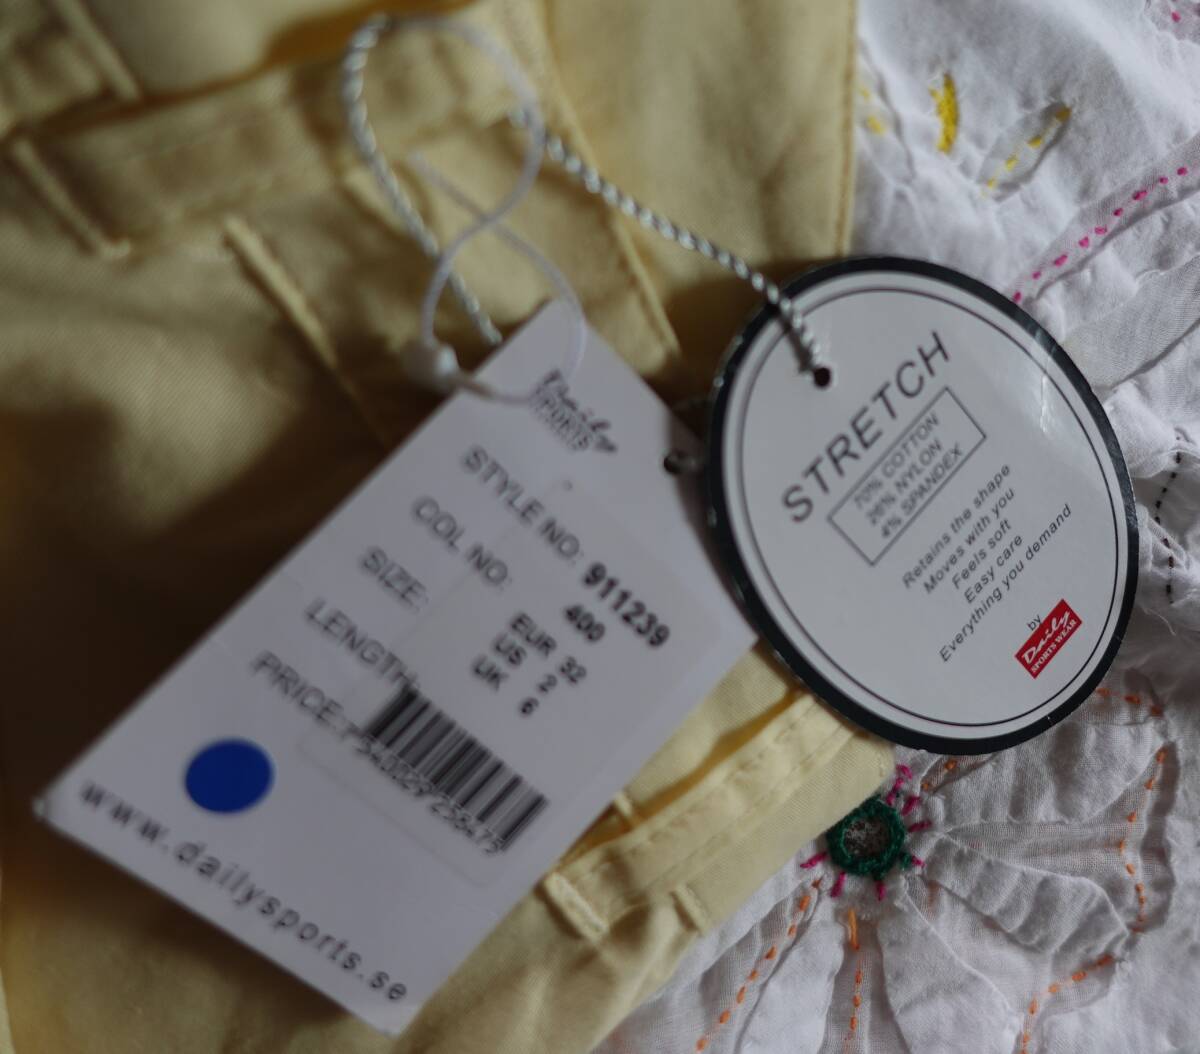 Daily
SPORTS
STYLE NO: 911239
COL NO: 400
SIZE: EUR 32
US 2
UK 6
LENGTH
PRICE:
www.dailysports.se
STRETCH
70% COTTON
26% NYLON
4% SPANDEX
Retains the shape
Moves with you
Feels soft
Easy care
Everything you demand
by
Daily
SPORTS WEAR